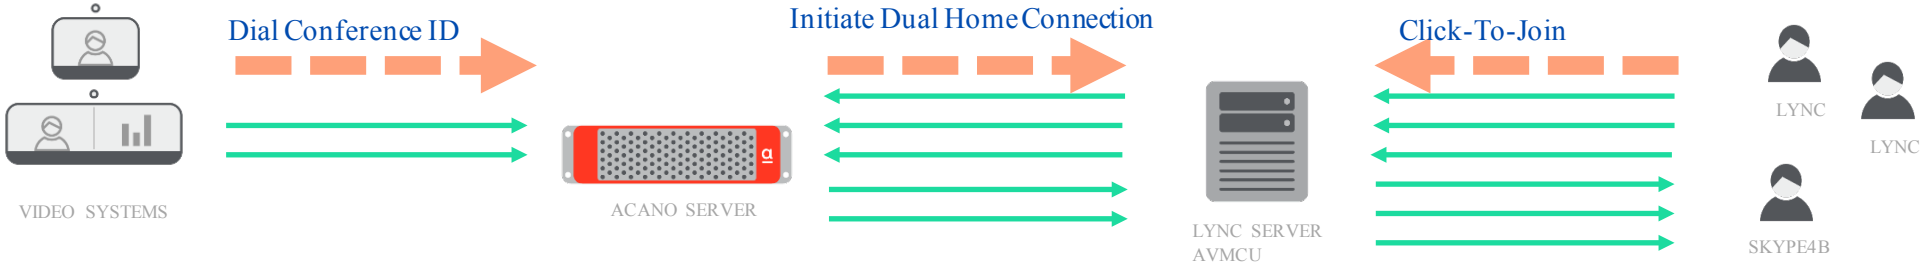 Dial Conference ID
Initiate Dual Home Connection
Click-To-Join
LYNC
LYNC
a
VIDEO SYSTEMS
ACANO SERVER
LYNC SERVER
AVMCU
SKYPE4B